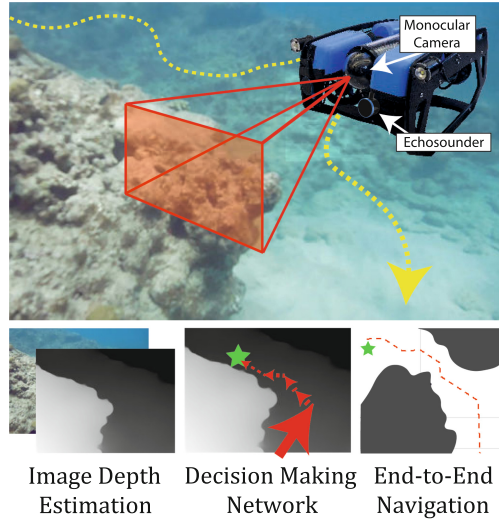 Monocular
Camera
Echosounder
Image Depth
Estimation
Decision Making
Network
End-to-End
Navigation